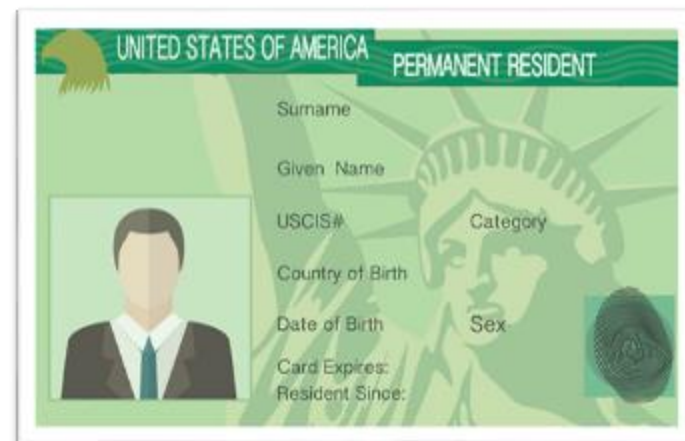 UNITED STATES OF AMERICA
PERMANENT RESIDENT
Surname
Given Name
USCIS# Category
Country of Birth
Date of Birth Sex
Card Expires:
Resident Since: